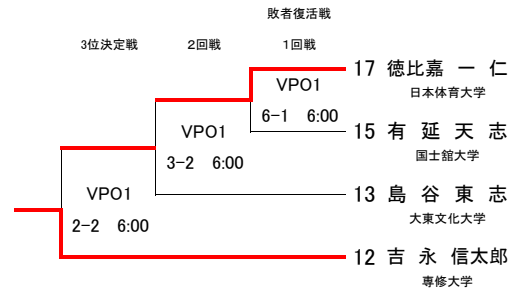 敗者復活戦
3位決定戦 2回戦 1回戦
17 徳比嘉 一 仁
VPO1
日本体育大学
6-1 6:00
VPO1
15 有 延 天 志
国士舘大学
3-2 6:00
VPO1
13 島 谷 東 志
大東文化大学
2-2 6:00
12 吉 永 信太郎
専修大学